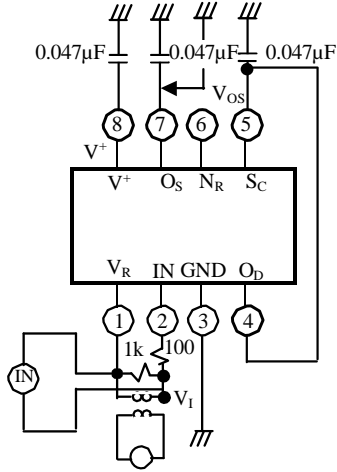 0.047μF 0.047μF 0.047μF
V_OS
8 7 6 5
V⁺
V⁺ O_S N_R S_C
V_R IN GND O_D
1 2 3 4
1k 100
IN
V_I